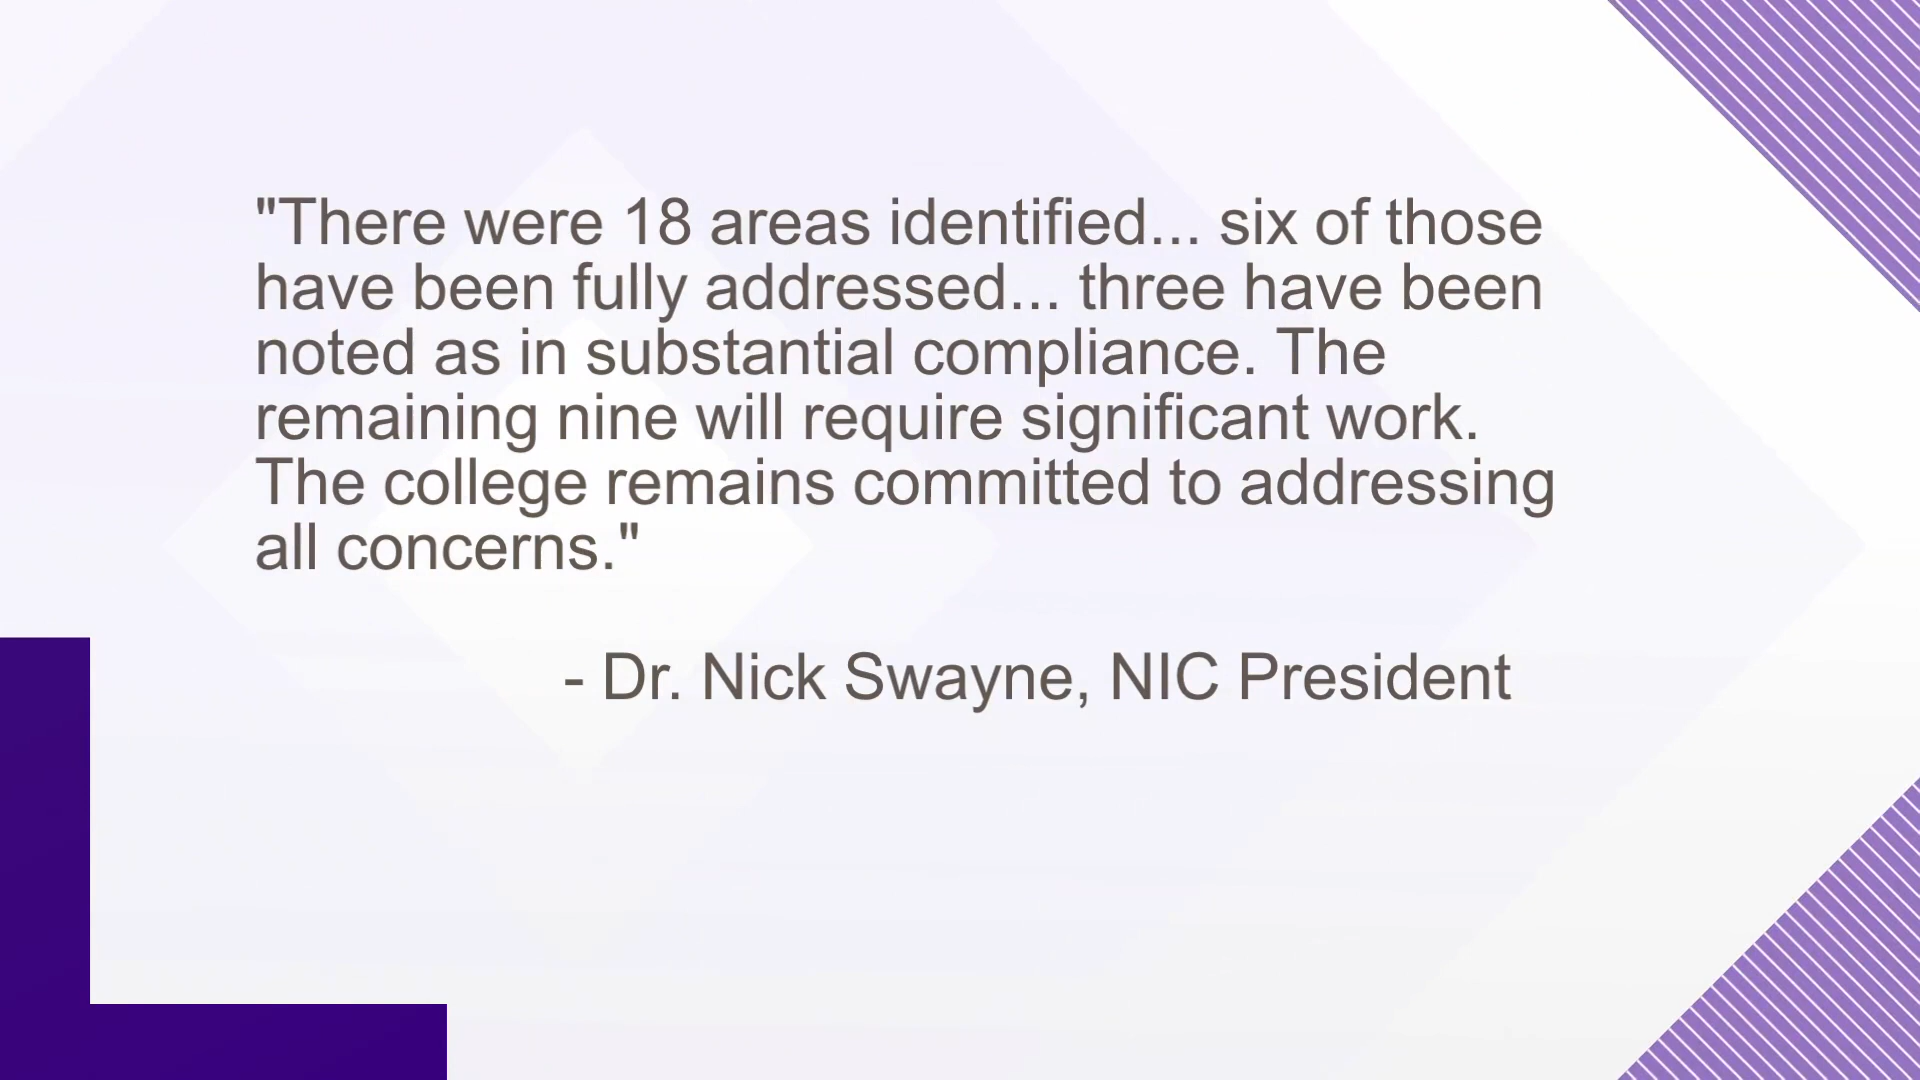 "There were 18 areas identified... six of those
have been fully addressed... three have been
noted as in substantial compliance. The
remaining nine will require significant work.
The college remains committed to addressing
all concerns."
- Dr. Nick Swayne, NIC President